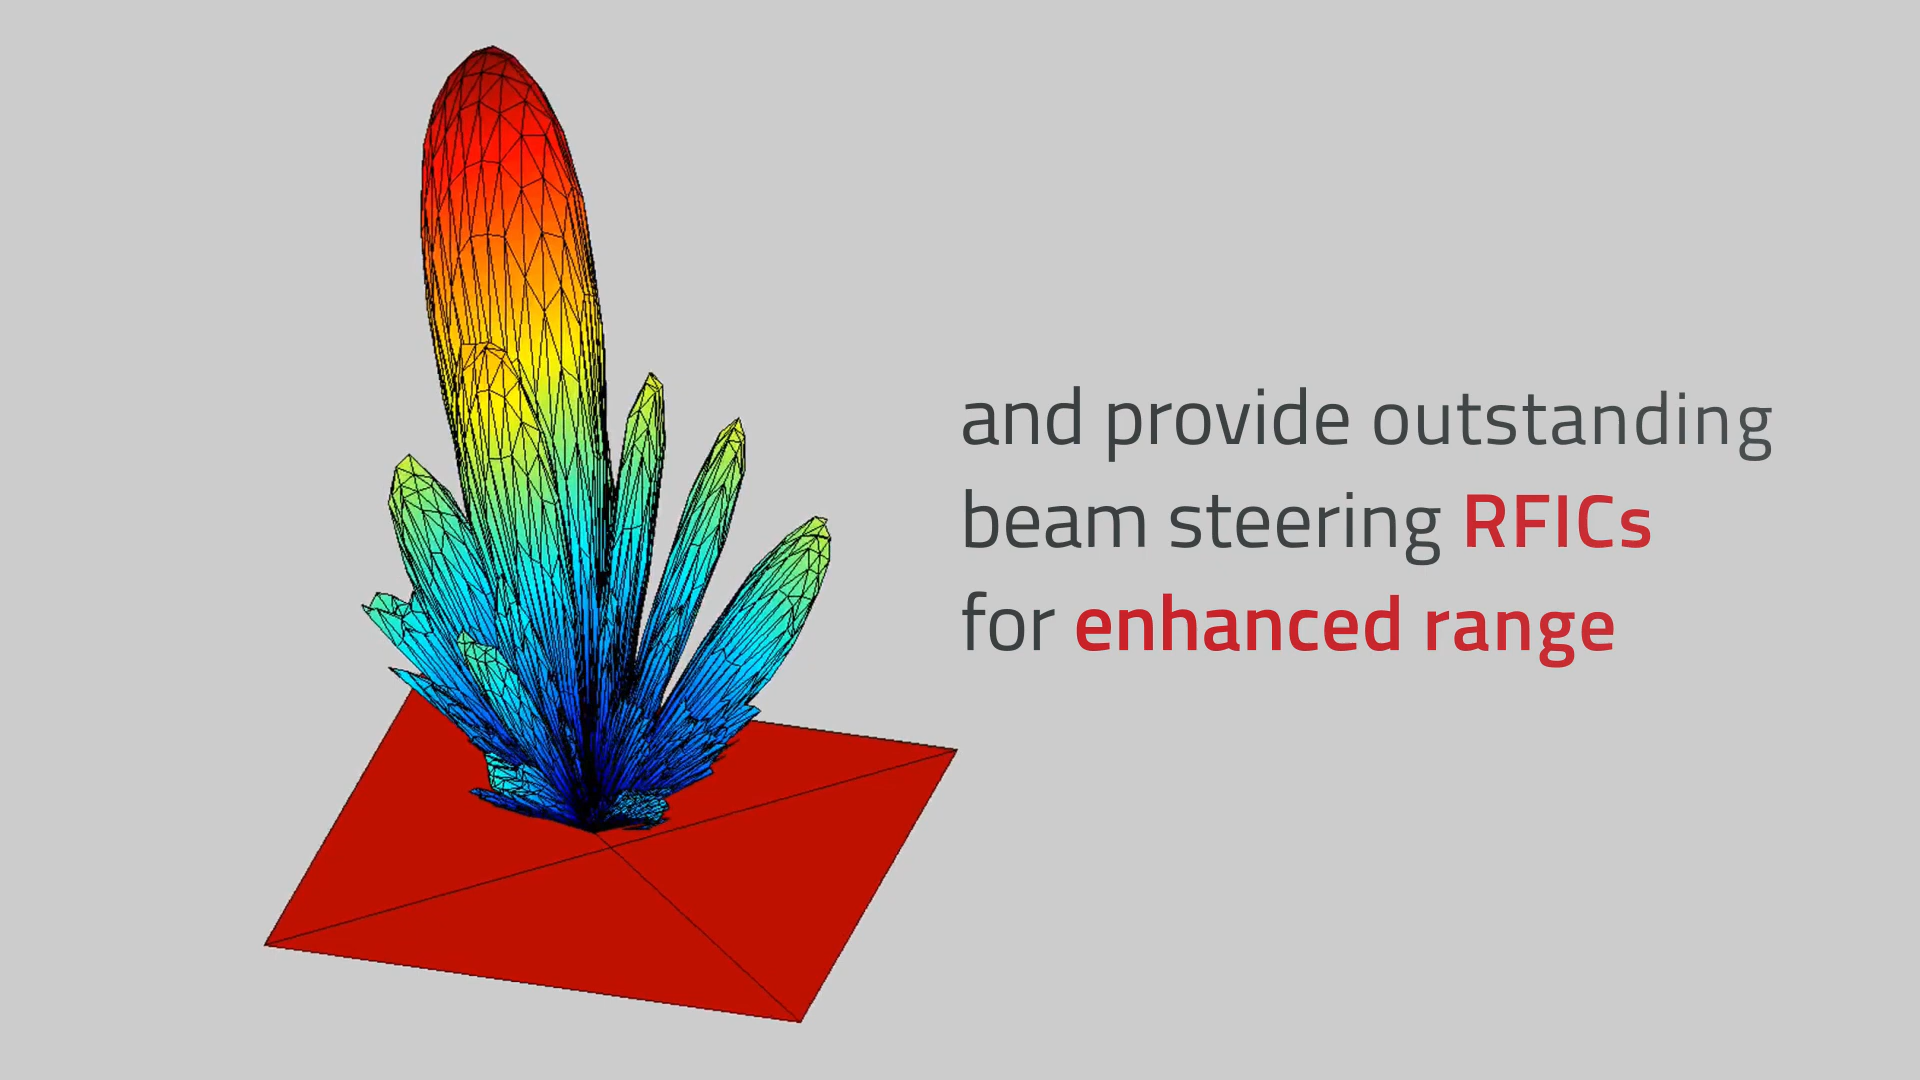 and provide outstanding
beam steering RFICs
for enhanced range